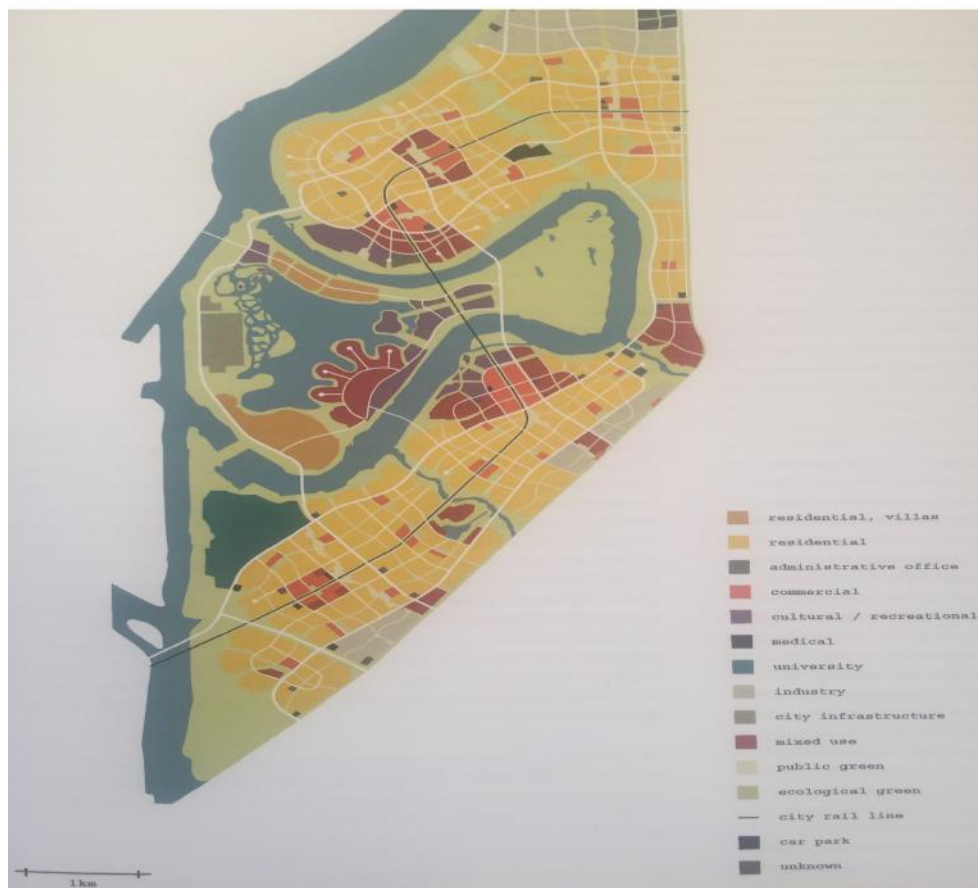 residential, villas
residential
administrative office
commercial
cultural / recreational
medical
university
industry
city infrastructure
mixed use
public green
ecological green
city rail line
car park
unknown
1km